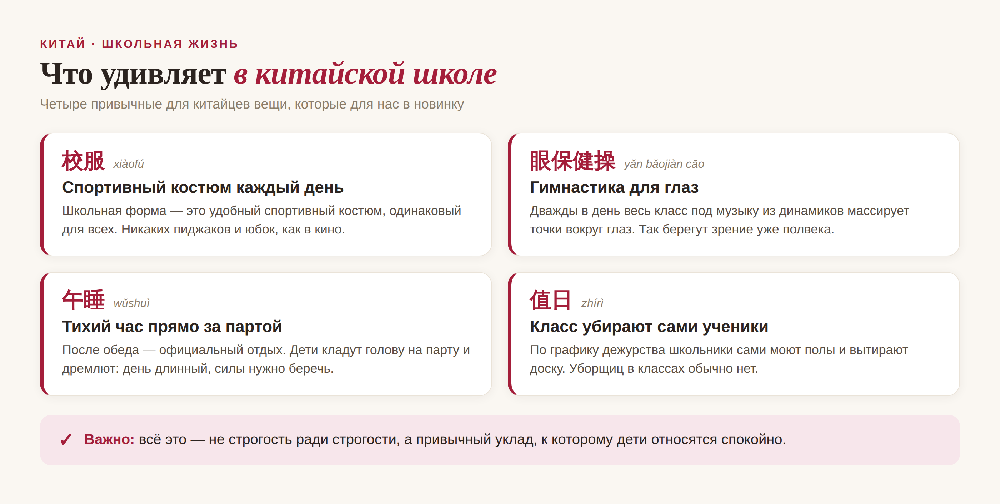 КИТАЙ · ШКОЛЬНАЯ ЖИЗНЬ
Что удивляет в китайской школе
Четыре привычные для китайцев вещи, которые для нас в новинку
校服 xiàofú
Спортивный костюм каждый день
Школьная форма — это удобный спортивный костюм, одинаковый
для всех. Никаких пиджаков и юбок, как в кино.
眼保健操 yǎn bǎojiàn cāo
Гимнастика для глаз
Дважды в день весь класс под музыку из динамиков массирует
точки вокруг глаз. Так берегут зрение уже полвека.
午睡 wǔshuì
Тихий час прямо за партой
После обеда — официальный отдых. Дети кладут голову на парту и
дремлют: день длинный, силы нужно беречь.
值日 zhírì
Класс убирают сами ученики
По графику дежурства школьники сами моют полы и вытирают
доску. Уборщиц в классах обычно нет.
✓ Важно: всё это — не строгость ради строгости, а привычный уклад, к которому дети относятся спокойно.